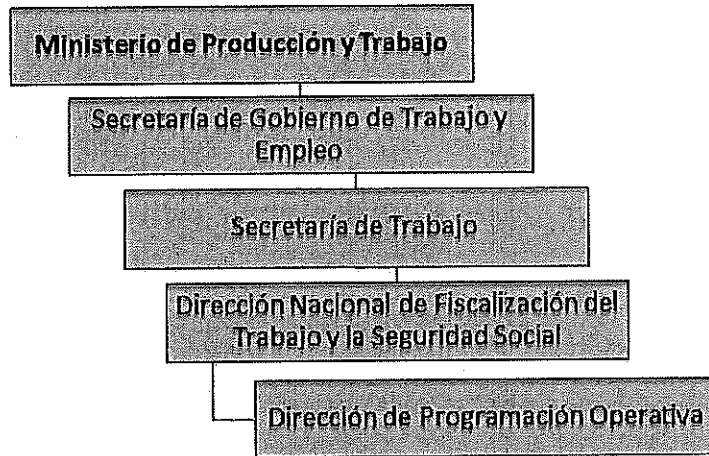 Ministerio de Producción y Trabajo
Secretaría de Gobierno de Trabajo y
Empleo
Secretaría de Trabajo
Dirección Nacional de Fiscalización del
Trabajo y la Seguridad Social
Dirección de Programación Operativa